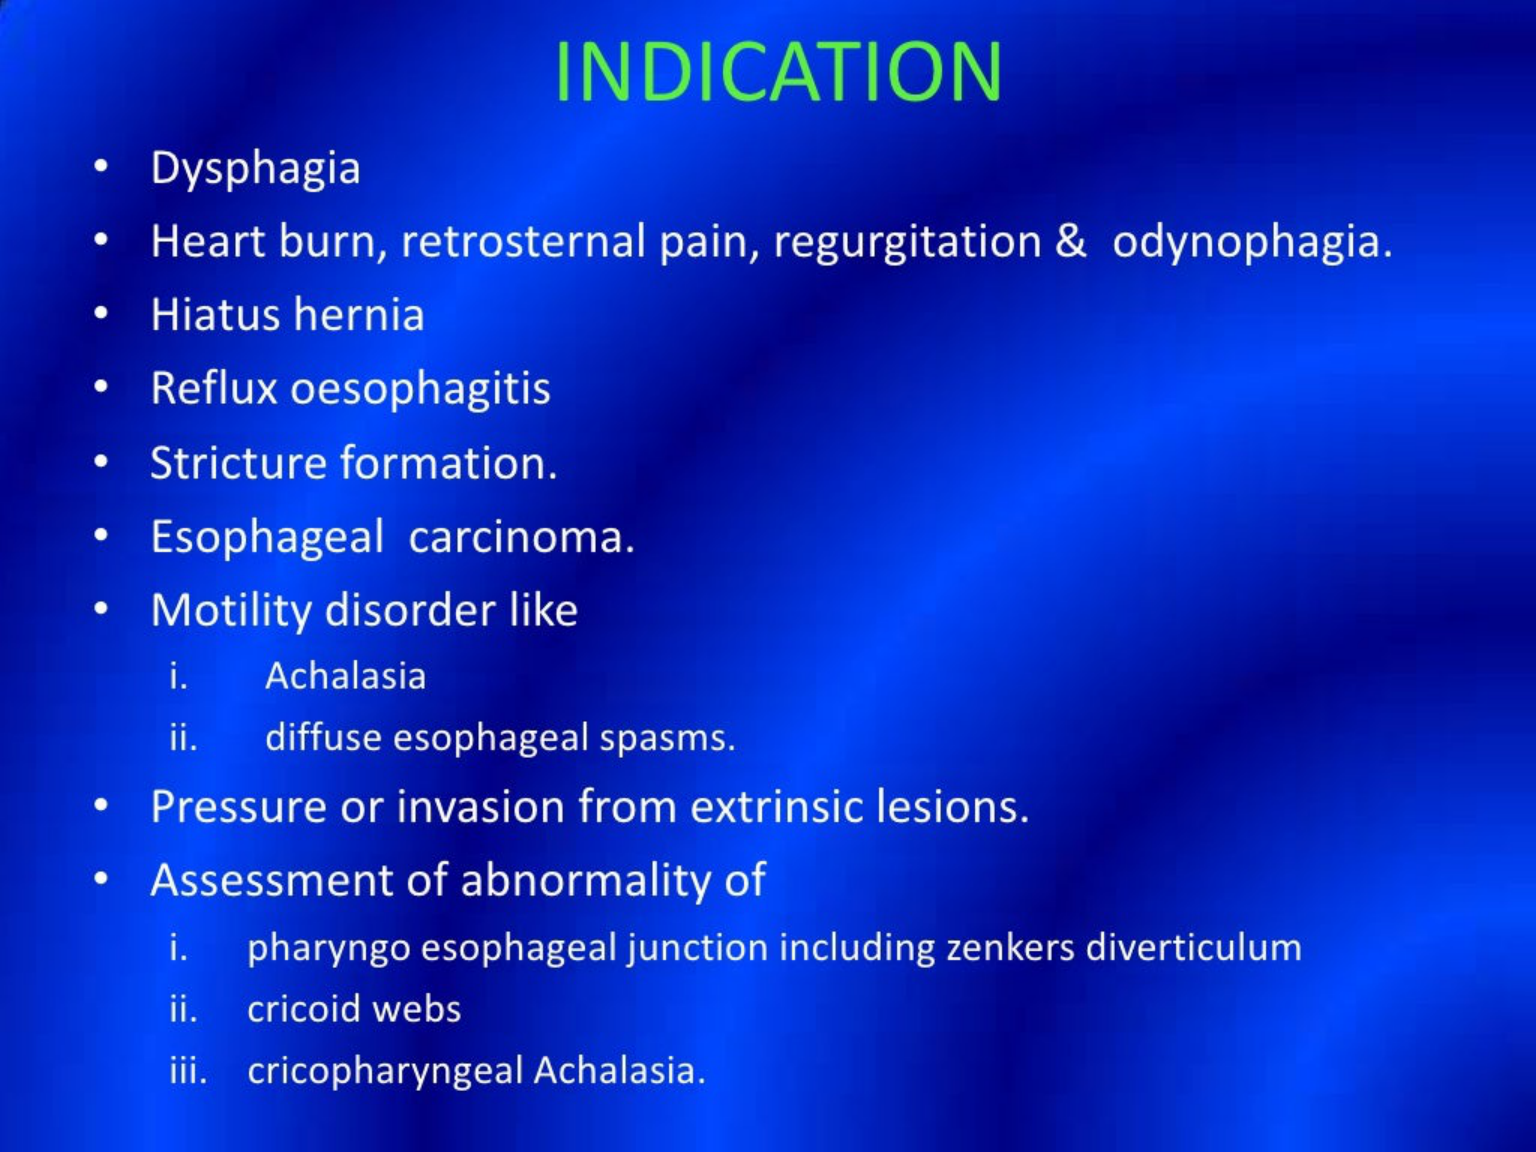 INDICATION
• Dysphagia
• Heart burn, retrosternal pain, regurgitation &  odynophagia.
• Hiatus hernia
• Reflux oesophagitis
• Stricture formation.
• Esophageal  carcinoma.
• Motility disorder like
i. Achalasia
ii. diffuse esophageal spasms.
• Pressure or invasion from extrinsic lesions.
• Assessment of abnormality of
i. pharyngo esophageal junction including zenkers diverticulum
ii. cricoid webs
iii. cricopharyngeal Achalasia.